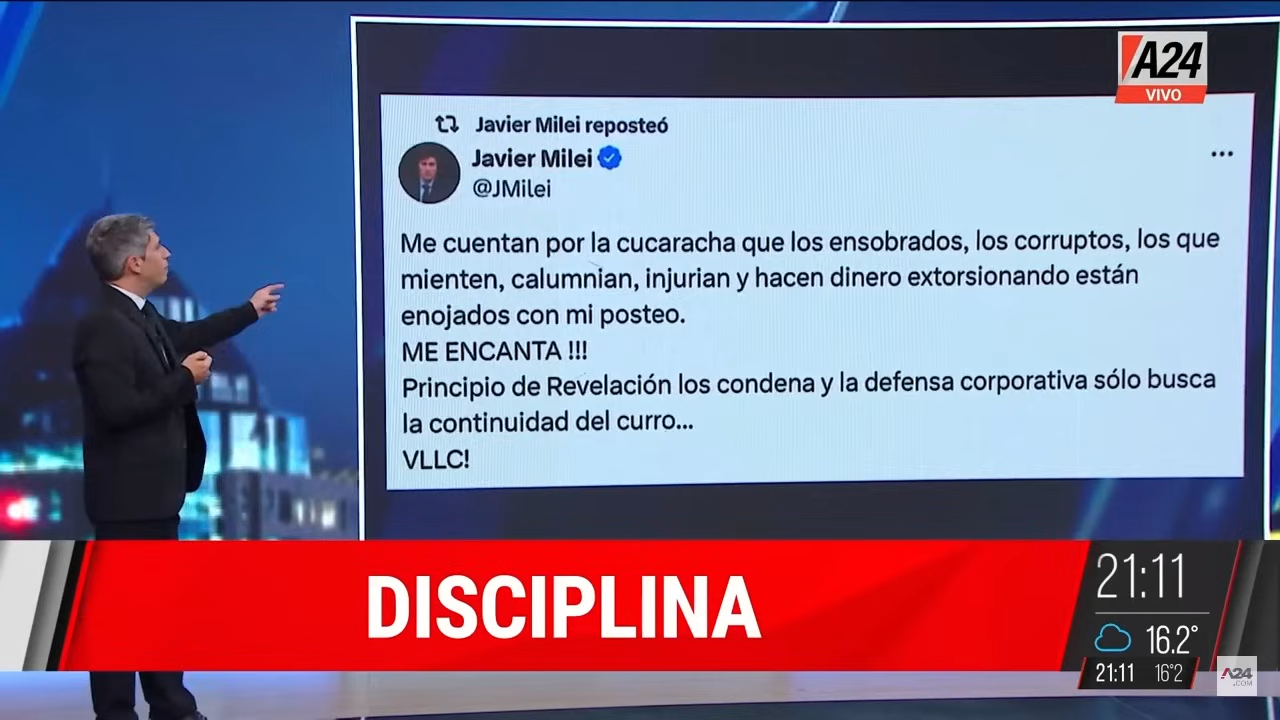 A24
VIVO
Javier Milei reposteó
Javier Milei
@JMilei
Me cuentan por la cucaracha que los ensobrados, los corruptos, los que
mienten, calumnian, injurian y hacen dinero extorsionando están
enojados con mi posteo.
ME ENCANTA !!!
Principio de Revelación los condena y la defensa corporativa sólo busca
la continuidad del curro...
VLLC!
DISCIPLINA
21:11
16.2°
21:11 16°2
A24
.COM